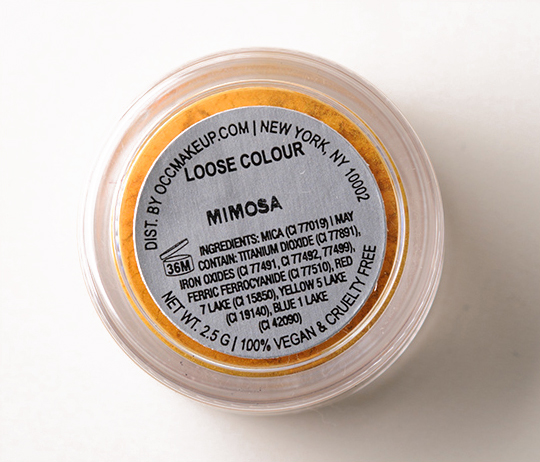 DIST. BY OCCMAKEUP.COM | NEW YORK, NY 10002
LOOSE COLOUR
MIMOSA
INGREDIENTS: MICA (CI 77019) | MAY
CONTAIN: TITANIUM DIOXIDE (CI 77891),
IRON OXIDES (CI 77491, CI 77492, 77499),
FERRIC FERROCYANIDE (CI 77510), RED
7 LAKE (CI 15850), YELLOW 5 LAKE
(CI 19140), BLUE 1 LAKE
(CI 42090)
36M
NET WT. 2.5 G | 100% VEGAN & CRUELTY FREE